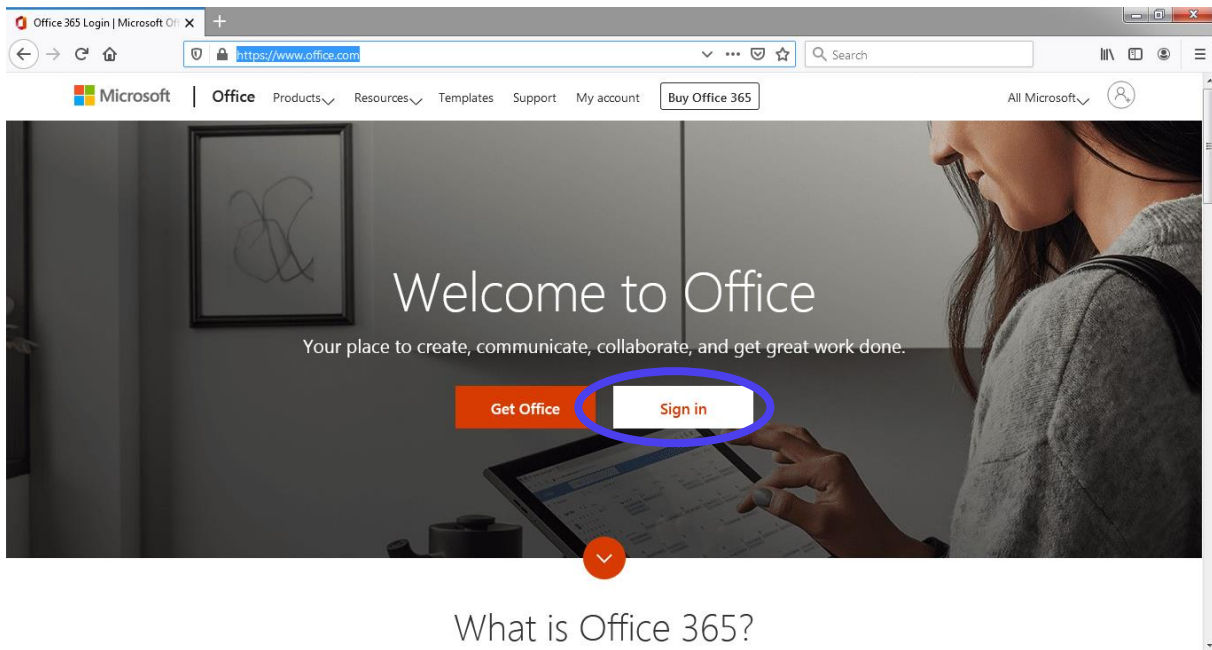 Office 365 Login | Microsoft Off
https://www.office.com
Search
Microsoft Office Products Resources Templates Support My account Buy Office 365 All Microsoft
Welcome to Office
Your place to create, communicate, collaborate, and get great work done.
Get Office Sign in
What is Office 365?